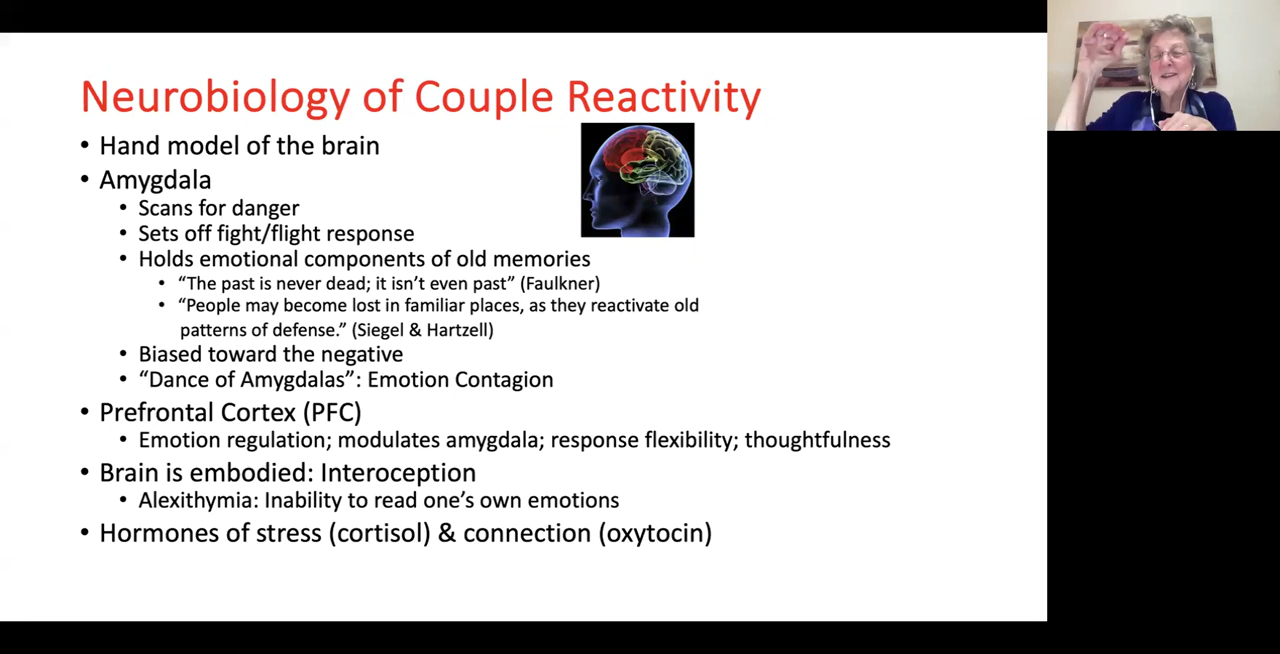 Neurobiology of Couple Reactivity
• Hand model of the brain
• Amygdala
• Scans for danger
• Sets off fight/flight response
• Holds emotional components of old memories
• “The past is never dead; it isn’t even past” (Faulkner)
• “People may become lost in familiar places, as they reactivate old
patterns of defense.” (Siegel & Hartzell)
• Biased toward the negative
• “Dance of Amygdalas”: Emotion Contagion
• Prefrontal Cortex (PFC)
• Emotion regulation; modulates amygdala; response flexibility; thoughtfulness
• Brain is embodied: Interoception
• Alexithymia: Inability to read one’s own emotions
• Hormones of stress (cortisol) & connection (oxytocin)